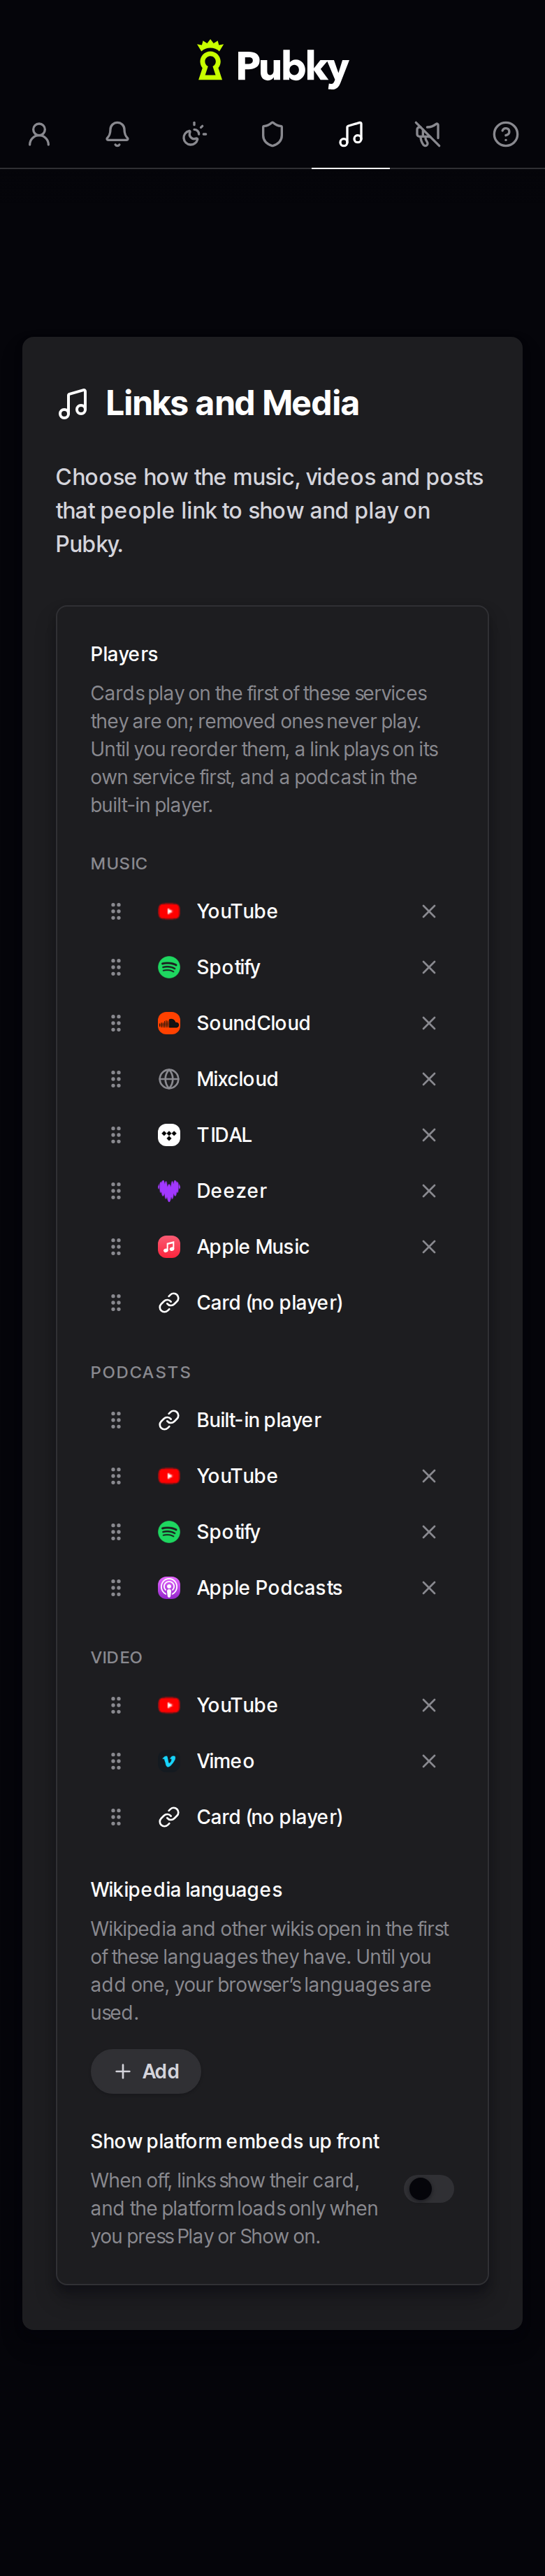 Pubky
Links and Media
Choose how the music, videos and posts
that people link to show and play on
Pubky.
Players
Cards play on the first of these services
they are on; removed ones never play.
Until you reorder them, a link plays on its
own service first, and a podcast in the
built-in player.
MUSIC
YouTube
Spotify
SoundCloud
Mixcloud
TIDAL
Deezer
Apple Music
Card (no player)
PODCASTS
Built-in player
YouTube
Spotify
Apple Podcasts
VIDEO
YouTube
Vimeo
Card (no player)
Wikipedia languages
Wikipedia and other wikis open in the first
of these languages they have. Until you
add one, your browser’s languages are
used.
Add
Show platform embeds up front
When off, links show their card,
and the platform loads only when
you press Play or Show on.